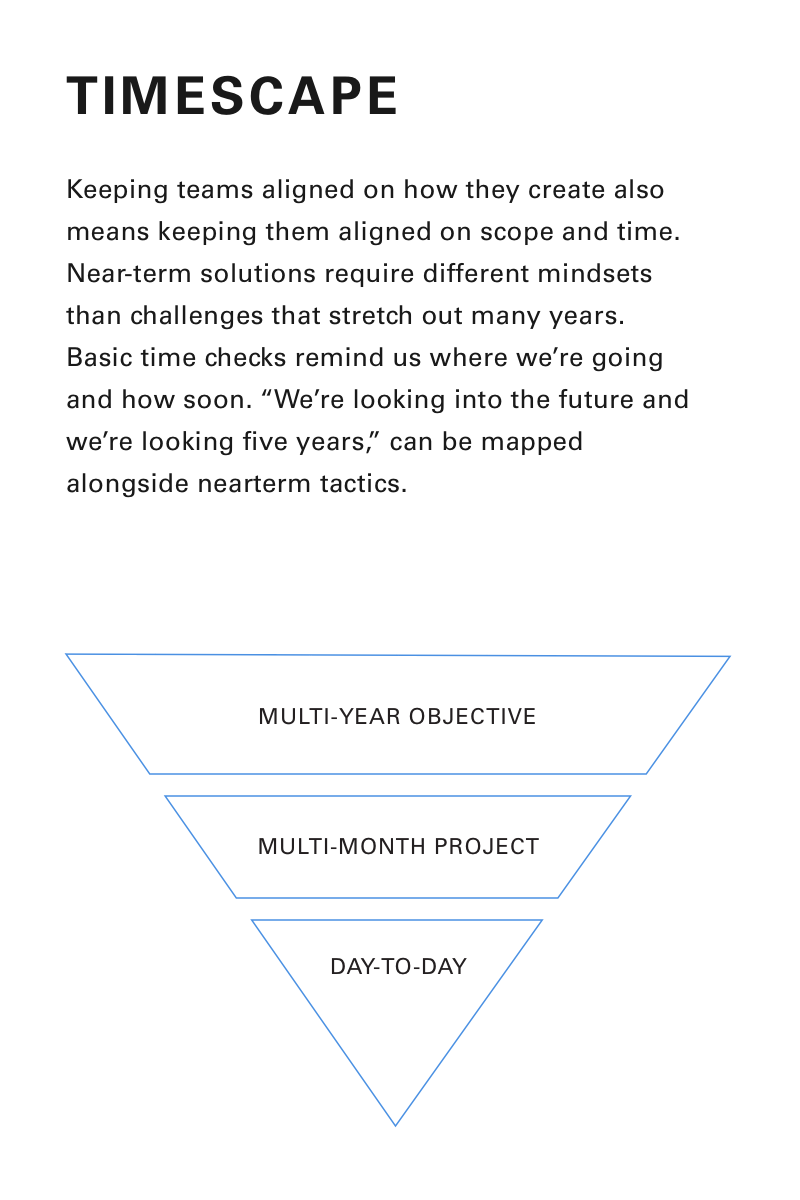 TIMESCAPE
Keeping teams aligned on how they create also
means keeping them aligned on scope and time.
Near-term solutions require different mindsets
than challenges that stretch out many years.
Basic time checks remind us where we’re going
and how soon. “We’re looking into the future and
we’re looking five years,” can be mapped
alongside nearterm tactics.
MULTI-YEAR OBJECTIVE
MULTI-MONTH PROJECT
DAY-TO-DAY